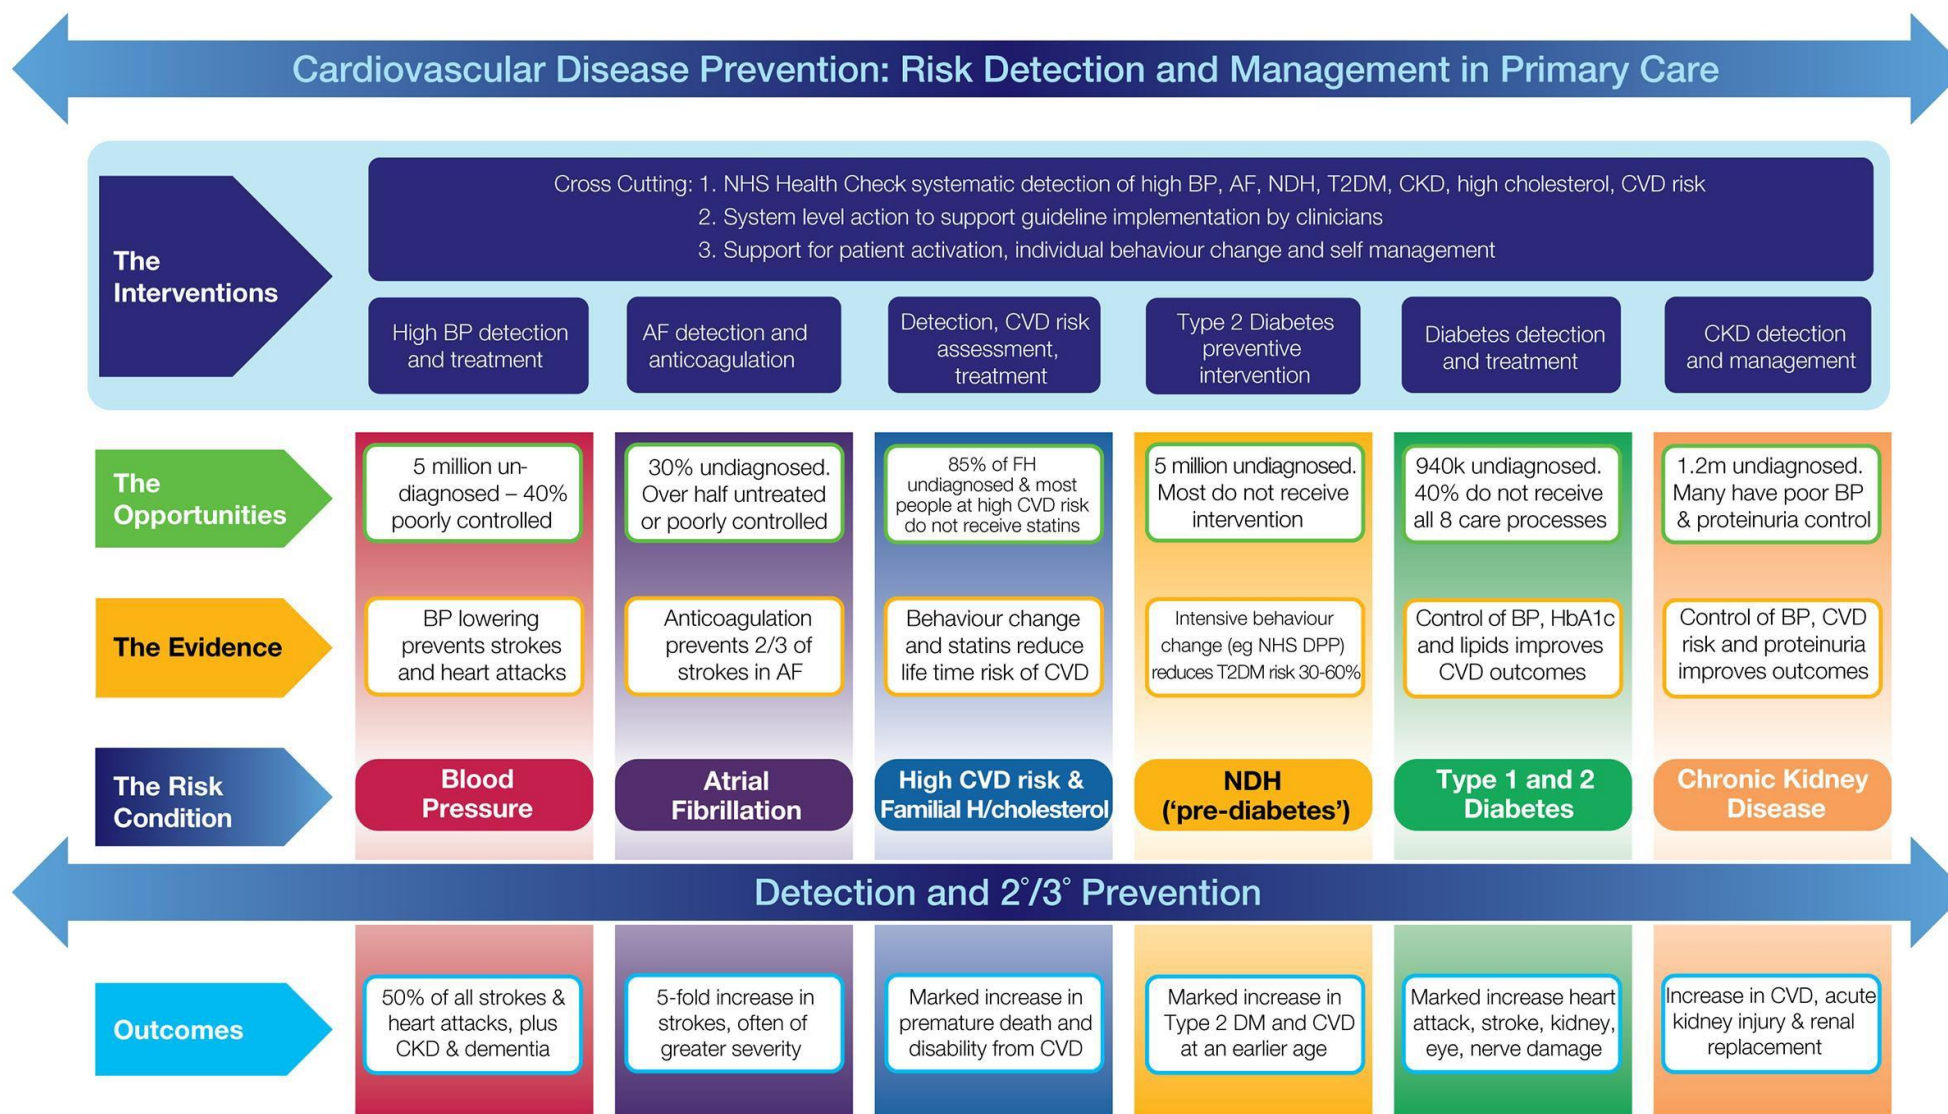 Cardiovascular Disease Prevention: Risk Detection and Management in Primary Care
The
Interventions
Cross Cutting: 1. NHS Health Check systematic detection of high BP, AF, NDH, T2DM, CKD, high cholesterol, CVD risk
2. System level action to support guideline implementation by clinicians
3. Support for patient activation, individual behaviour change and self management
High BP detection
and treatment
AF detection and
anticoagulation
Detection, CVD risk
assessment,
treatment
Type 2 Diabetes
preventive
intervention
Diabetes detection
and treatment
CKD detection
and management
The
Opportunities
5 million un-
diagnosed – 40%
poorly controlled
30% undiagnosed.
Over half untreated
or poorly controlled
85% of FH
undiagnosed & most
people at high CVD risk
do not receive statins
5 million undiagnosed.
Most do not receive
intervention
940k undiagnosed.
40% do not receive
all 8 care processes
1.2m undiagnosed.
Many have poor BP
& proteinuria control
The Evidence
BP lowering
prevents strokes
and heart attacks
Anticoagulation
prevents 2/3 of
strokes in AF
Behaviour change
and statins reduce
life time risk of CVD
Intensive behaviour
change (eg NHS DPP)
reduces T2DM risk 30-60%
Control of BP, HbA1c
and lipids improves
CVD outcomes
Control of BP, CVD
risk and proteinuria
improves outcomes
The Risk
Condition
Blood
Pressure
Atrial
Fibrillation
High CVD risk &
Familial H/cholesterol
NDH
(‘pre-diabetes’)
Type 1 and 2
Diabetes
Chronic Kidney
Disease
Detection and 2°/3° Prevention
Outcomes
50% of all strokes &
heart attacks, plus
CKD & dementia
5-fold increase in
strokes, often of
greater severity
Marked increase in
premature death and
disability from CVD
Marked increase in
Type 2 DM and CVD
at an earlier age
Marked increase heart
attack, stroke, kidney,
eye, nerve damage
Increase in CVD, acute
kidney injury & renal
replacement